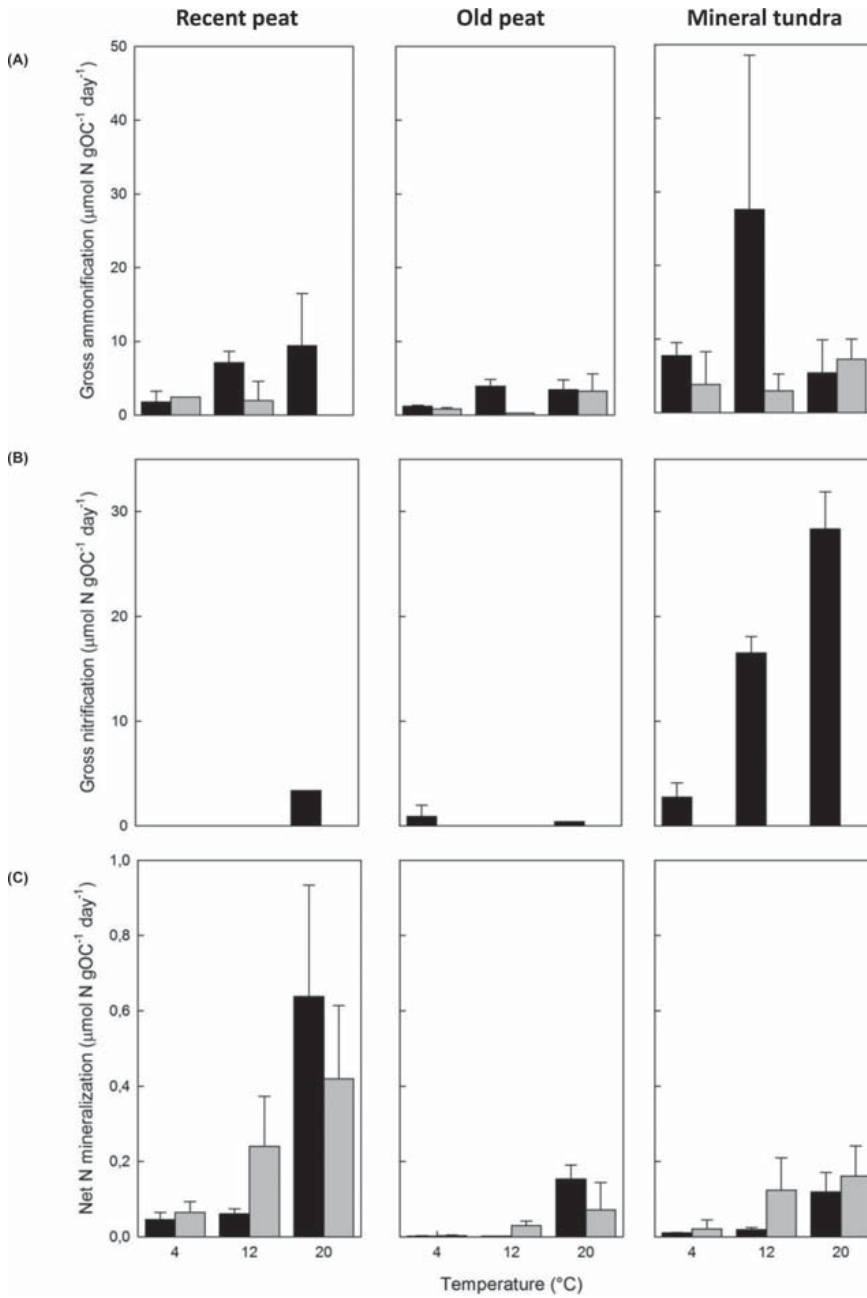 Recent peat Old peat Mineral tundra
(A)
50
40
30
20
10
0
Gross ammonification (µmol N gOC⁻¹ day⁻¹)
(B)
30
20
10
0
Gross nitrification (µmol N gOC⁻¹ day⁻¹)
(C)
1,0
0,8
0,6
0,4
0,2
0,0
Net N mineralization (µmol N gOC⁻¹ day⁻¹)
4 12 20 4 12 20 4 12 20
Temperature (°C)